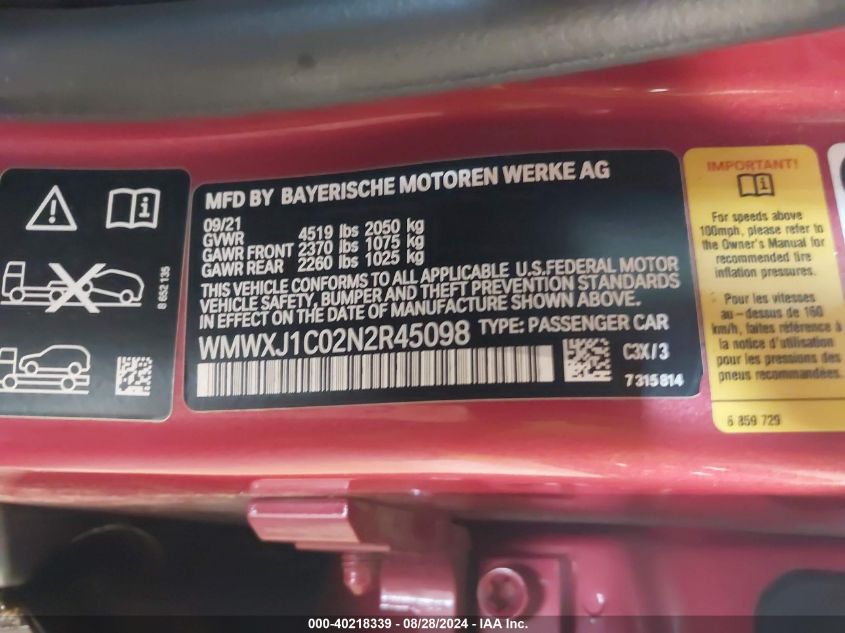 8 652 136
MFD BY BAYERISCHE MOTOREN WERKE AG
09/21
GVWR 4519 lbs 2050 kg
GAWR FRONT 2370 lbs 1075 kg
GAWR REAR 2260 lbs 1025 kg
THIS VEHICLE CONFORMS TO ALL APPLICABLE U.S.FEDERAL MOTOR
VEHICLE SAFETY, BUMPER AND THEFT PREVENTION STANDARDS
IN EFFECT ON THE DATE OF MANUFACTURE SHOWN ABOVE.
WMWXJ1C02N2R45098 TYPE: PASSENGER CAR
C3X/3
7315814
IMPORTANT!
For speeds above
100mph, please refer to
the Owner's Manual for
recommended tire
inflation pressures.
Pour les vitesses
au-dessus de 160
km/h, faites référence
à la notice d'utilisation
pour les pressions des
pneus recommandées.
6 859 729
000-40218339 - 08/28/2024 - IAA Inc.